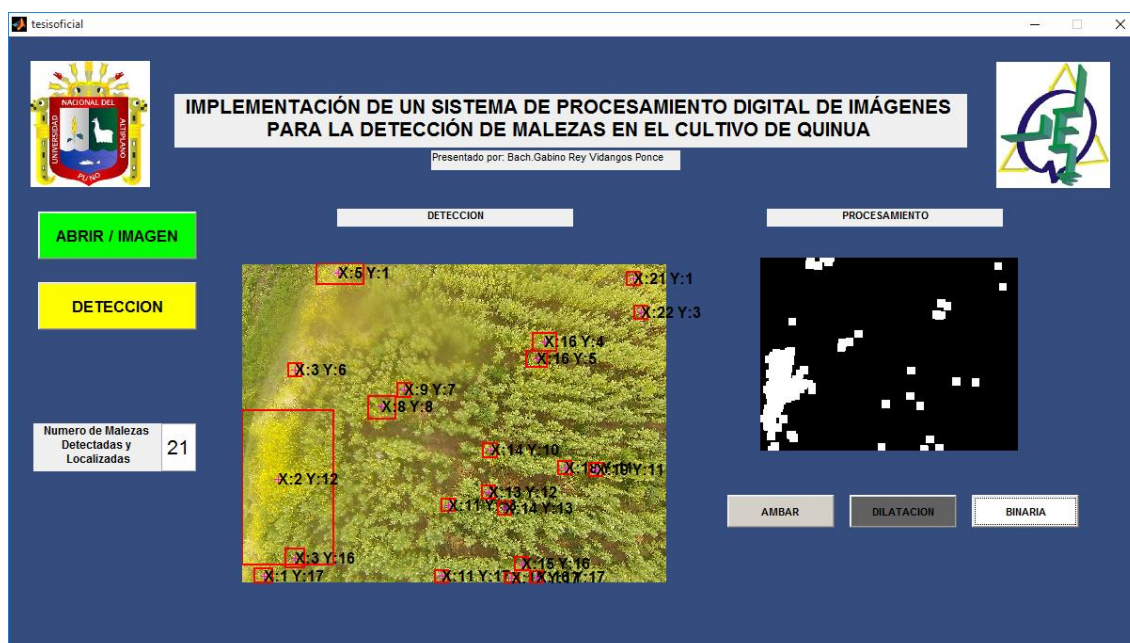 tesisoficial
NACIONAL DEL
UNIVERSIDAD
ALTIPLANO
PUNO
IMPLEMENTACIÓN DE UN SISTEMA DE PROCESAMIENTO DIGITAL DE IMÁGENES
PARA LA DETECCIÓN DE MALEZAS EN EL CULTIVO DE QUINUA
Presentado por: Bach.Gabino Rey Vidangos Ponce
ABRIR / IMAGEN
DETECCION
Numero de Malezas
Detectadas y
Localizadas
21
DETECCION
X:5 Y:1
X:21 Y:1
X:22 Y:3
X:16 Y:4
X:16 Y:5
X:3 Y:6
X:9 Y:7
X:8 Y:8
X:14 Y:10
Y:11
X:2 Y:12
X:13 Y:12
X:11
X:14 Y:13
X:3 Y:16
X:15 Y:16
X:1 Y:17
X:11 Y:17
Y:17
PROCESAMIENTO
AMBAR
DILATACION
BINARIA